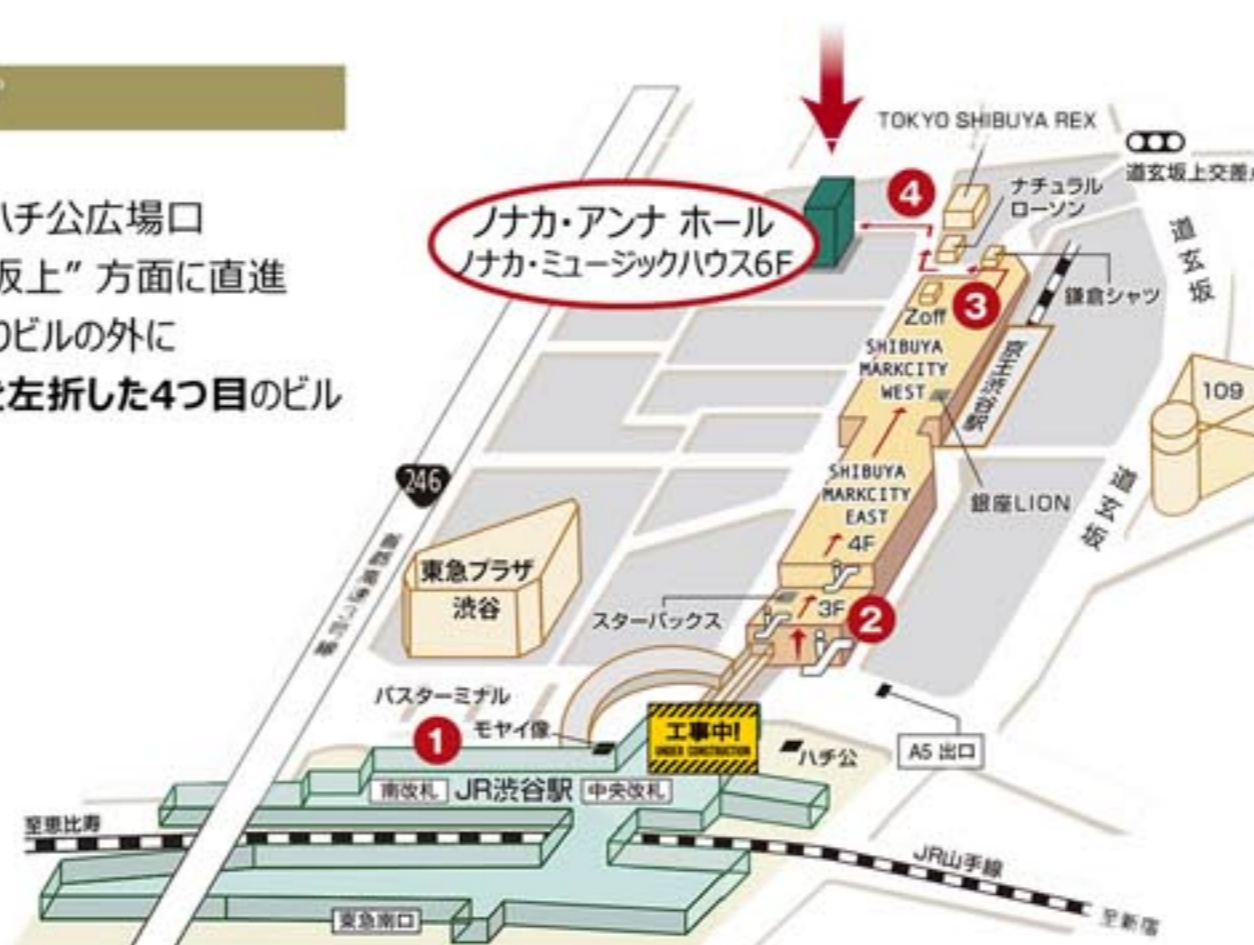 ハチ公広場口
坂上” 方面に直進
のビルの外に
を左折した4つ目のビル
ノナカ・アンナ ホール
ノナカ・ミュージックハウス6F
TOKYO SHIBUYA REX
道玄坂上交差点
4
ナチュラル
ローソン
道玄坂
鎌倉シャツ
3
Zoff
SHIBUYA
MARKCITY
WEST
京王渋谷駅
109
246
SHIBUYA
MARKCITY
EAST
銀座LION
道玄坂
4F
首都高速3号線
東急プラザ
渋谷
スターバックス
3F
2
バスターミナル
1
モヤイ像
工事中!
UNDER CONSTRUCTION
ハチ公
A5 出口
南改札
JR渋谷駅
中央改札
至恵比寿
JR山手線
至新宿
東急南口